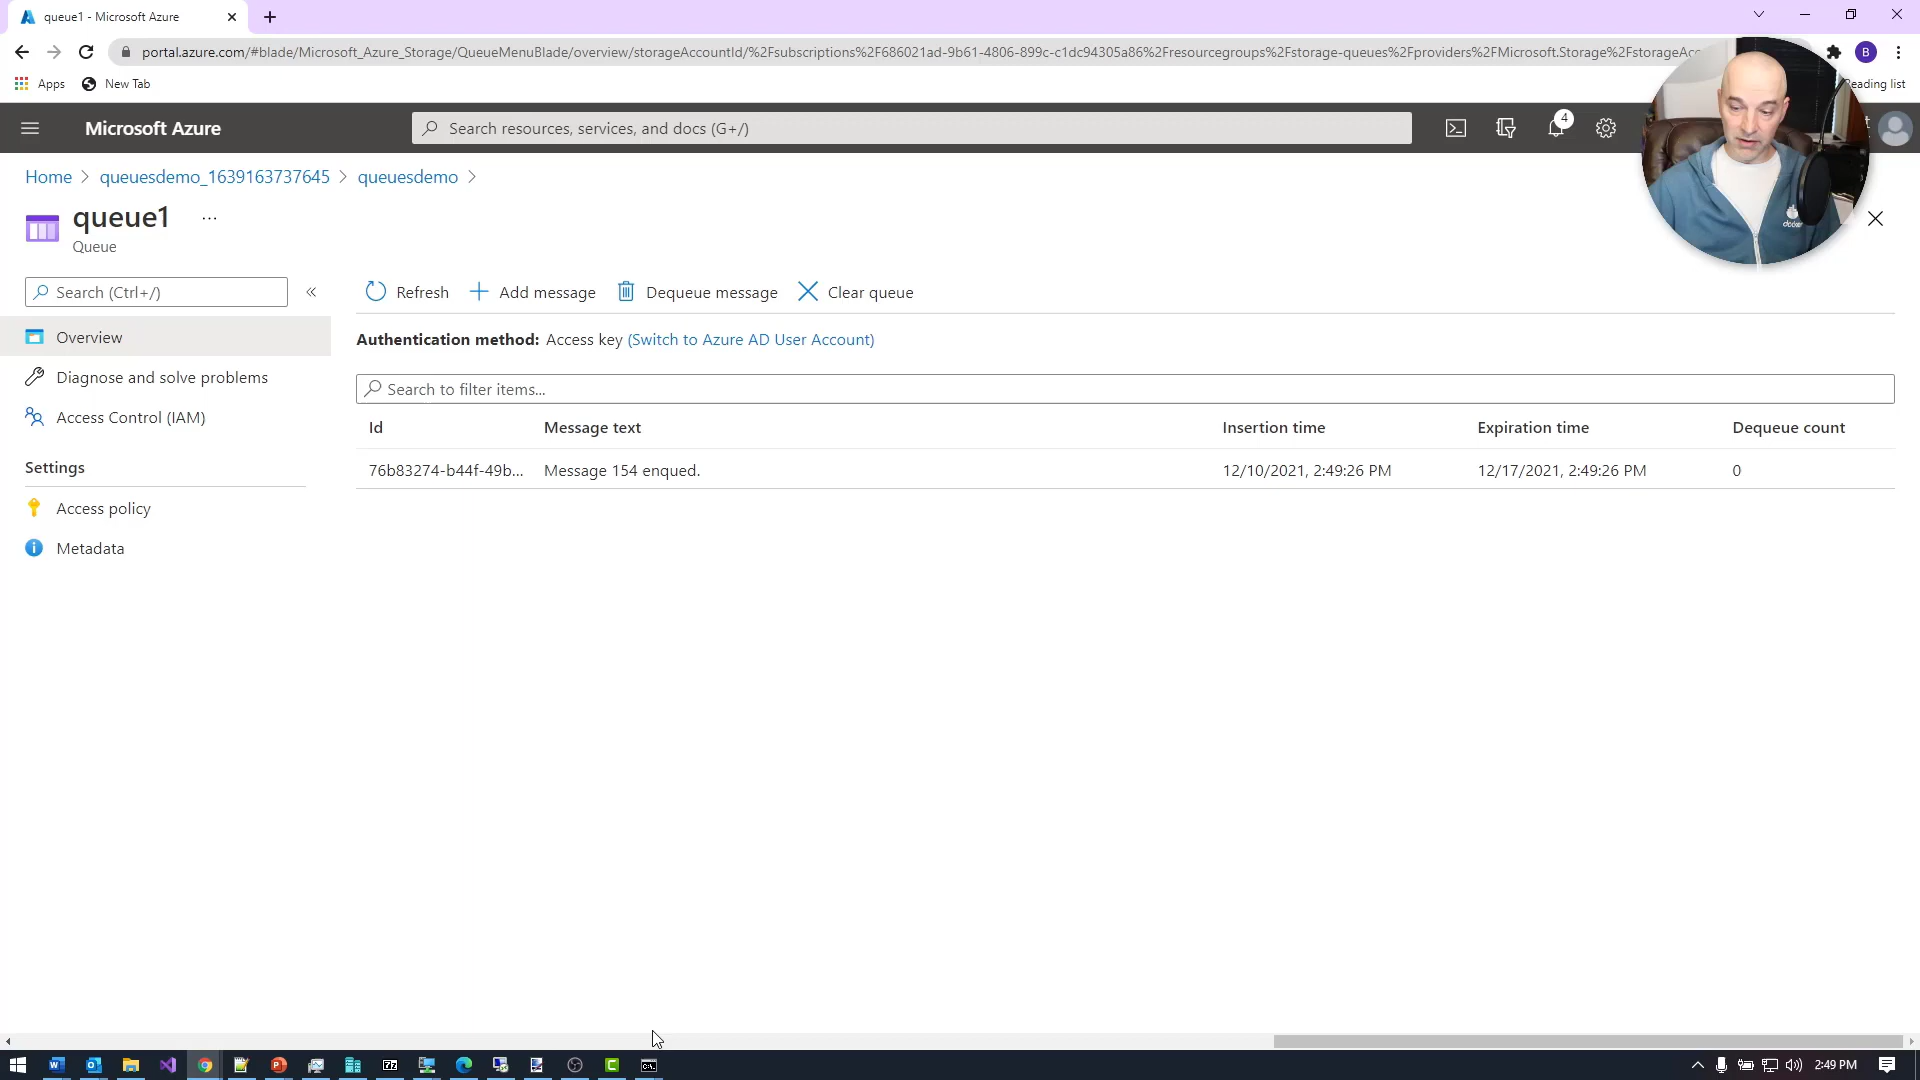 queue1 - Microsoft Azure
portal.azure.com/#blade/Microsoft_Azure_Storage/QueueMenuBlade/overview/storageAccountId/%2Fsubscriptions%2F686021ad-9b61-4806-899c-c1dc94305a86%2Fresourcegroups%2Fstorage-queues%2Fproviders%2FMicrosoft.Storage%2FstorageAcc
B
Apps
New Tab
Reading list
Microsoft Azure
Search resources, services, and docs (G+/)
4
Home > queuesdemo_1639163737645 > queuesdemo >
queue1 ...
Queue
docker
Search (Ctrl+/)
«
Refresh
Add message
Dequeue message
Clear queue
Overview
Authentication method: Access key (Switch to Azure AD User Account)
Diagnose and solve problems
Search to filter items...
Access Control (IAM)
Id Message text Insertion time Expiration time Dequeue count
Settings
76b83274-b44f-49b... Message 154 enqued. 12/10/2021, 2:49:26 PM 12/17/2021, 2:49:26 PM 0
Access policy
Metadata
2:49 PM